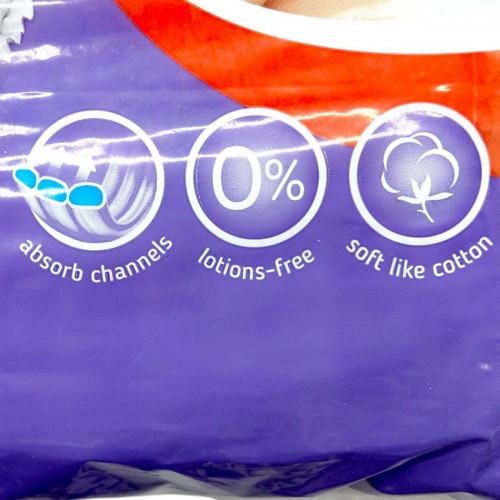 0%
absorb channels
lotions-free
soft like cotton